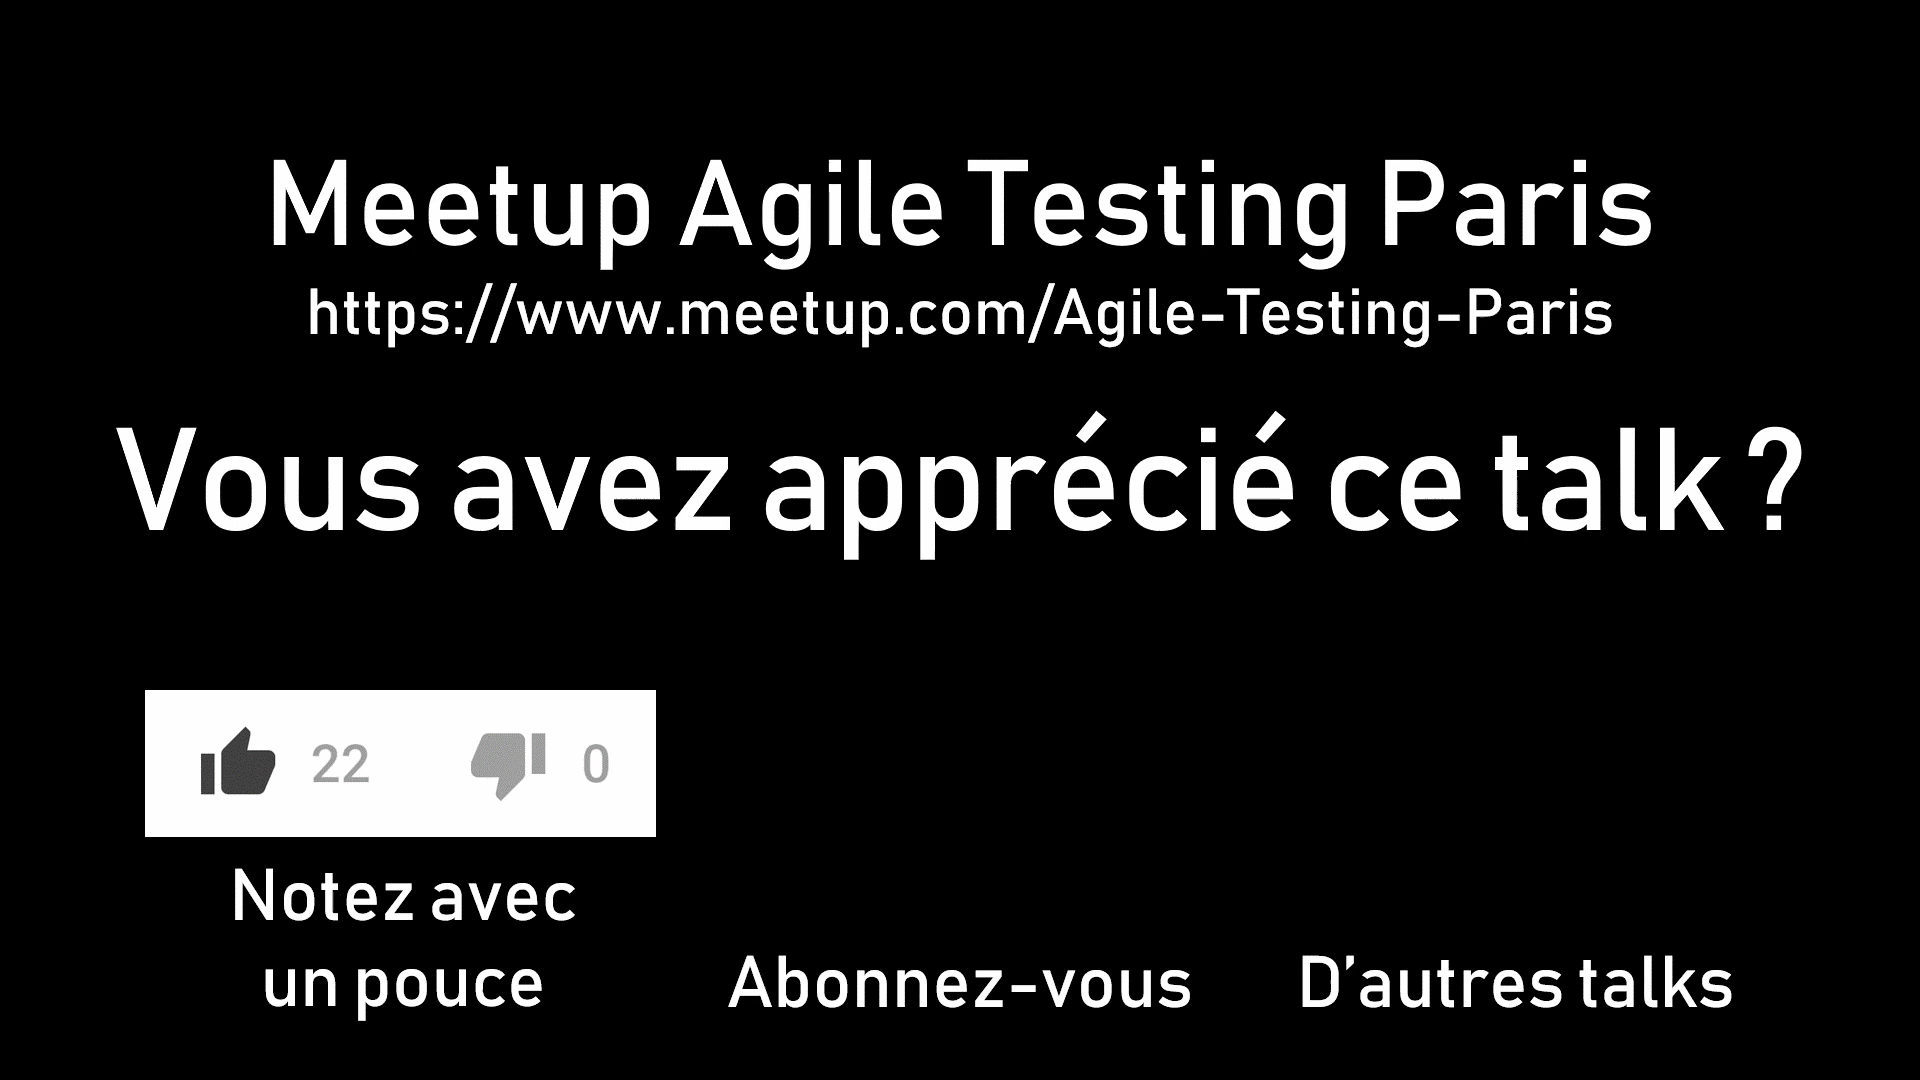 Meetup Agile Testing Paris
https://www.meetup.com/Agile-Testing-Paris
Vous avez apprécié ce talk ?
22 0
Notez avec
un pouce
Abonnez-vous
D’autres talks